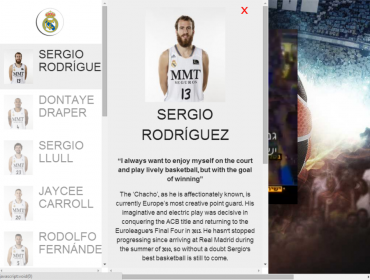 SERGIO
RODRÍGUE
DONTAYE
DRAPER
SERGIO
LLULL
JAYCEE
CARROLL
RODOLFO
FERNÁNDE
X
MMT
13
SERGIO
RODRÍGUEZ
“I always want to enjoy myself on the court
and play lively basketball, but with the goal
of winning”
The ‘Chacho’, as he is affectionately known, is
currently Europe's most creative point guard. His
imaginative and electric play was decisive in
conquering the ACB title and returning to the
Euroleague's Final Four in 2013. He hasn't stopped
progressing since arriving at Real Madrid during
the summer of 2010, so without a doubt Sergio's
best basketball is still to come.